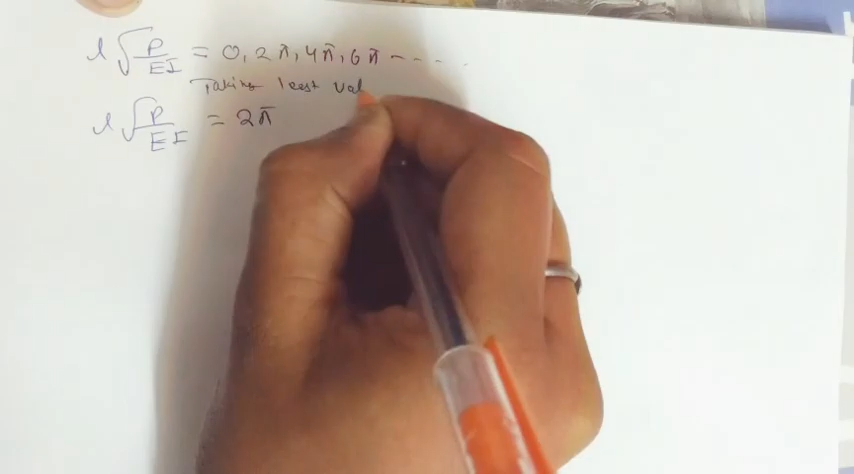 l√P/EI = 0, 2π, 4π, 6π - - - -
Taking least val
l√P/EI = 2π